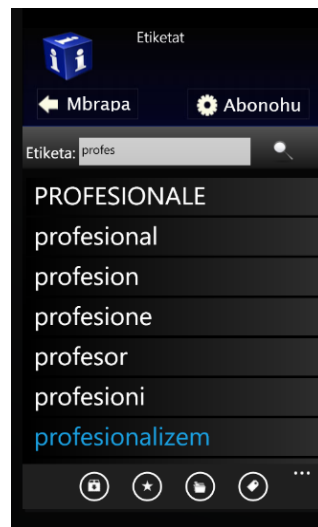 Etiketat
Mbrapa
Abonohu
Etiketa: profes
PROFESIONALE
profesional
profesion
profesione
profesor
profesioni
profesionalizem